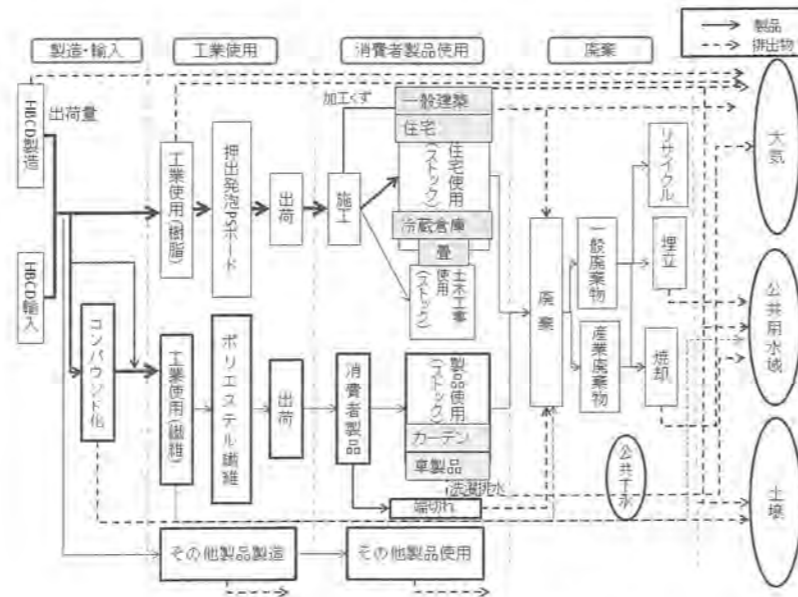 製品
排出物
製造・輸入
工業使用
消費者製品使用
廃棄
HBCD製造
出荷量
HBCD輸入
コンパウンド化
工業使用(樹脂)
押出発泡PSボード
出荷
施工
加工くず
一般建築
住宅
住宅使用
(ストック)
冷蔵倉庫
畳
土木工事
使用
(ストック)
工業使用(繊維)
ポリエステル繊維
出荷
消費者製品
製品使用
(ストック)
カーテン
車製品
洗濯排水
端切れ
その他製品製造
その他製品使用
廃棄
一般廃棄物
産業廃棄物
リサイクル
埋立
焼却
公共下水
大気
公共用水域
土壌